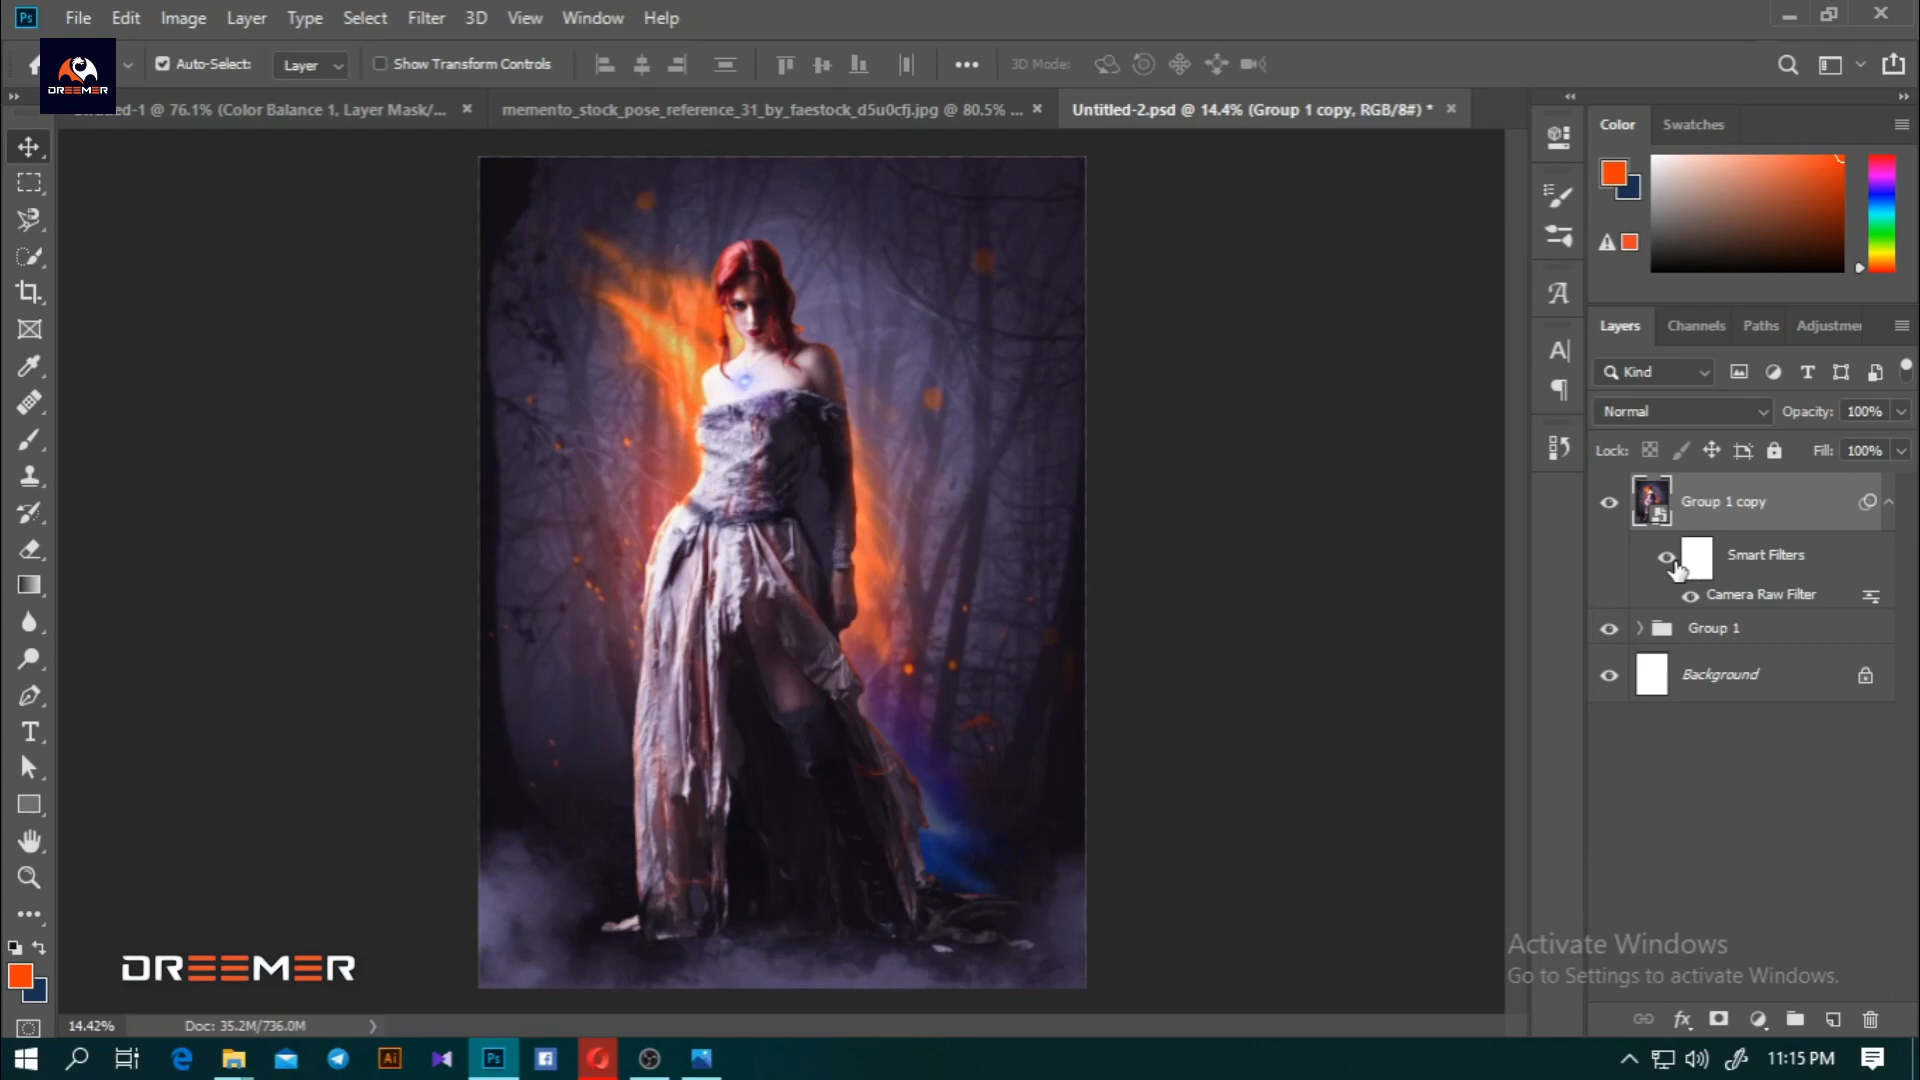 Ps File Edit Image Layer Type Select Filter 3D View Window Help
DREEMER
Auto-Select: Layer Show Transform Controls 3D Mode:
-1 @ 76.1% (Color Balance 1, Layer Mask/...
memento_stock_pose_reference_31_by_faestock_d5u0cfj.jpg @ 80.5% ...
Untitled-2.psd @ 14.4% (Group 1 copy, RGB/8#) *
Color Swatches
Layers Channels Paths Adjustme
Kind
Normal Opacity: 100%
Lock: Fill: 100%
Group 1 copy
Smart Filters
Camera Raw Filter
Group 1
Background
DREEMER
Activate Windows
Go to Settings to activate Windows.
14.42% Doc: 35.2M/736.0M
Ai Ps 11:15 PM